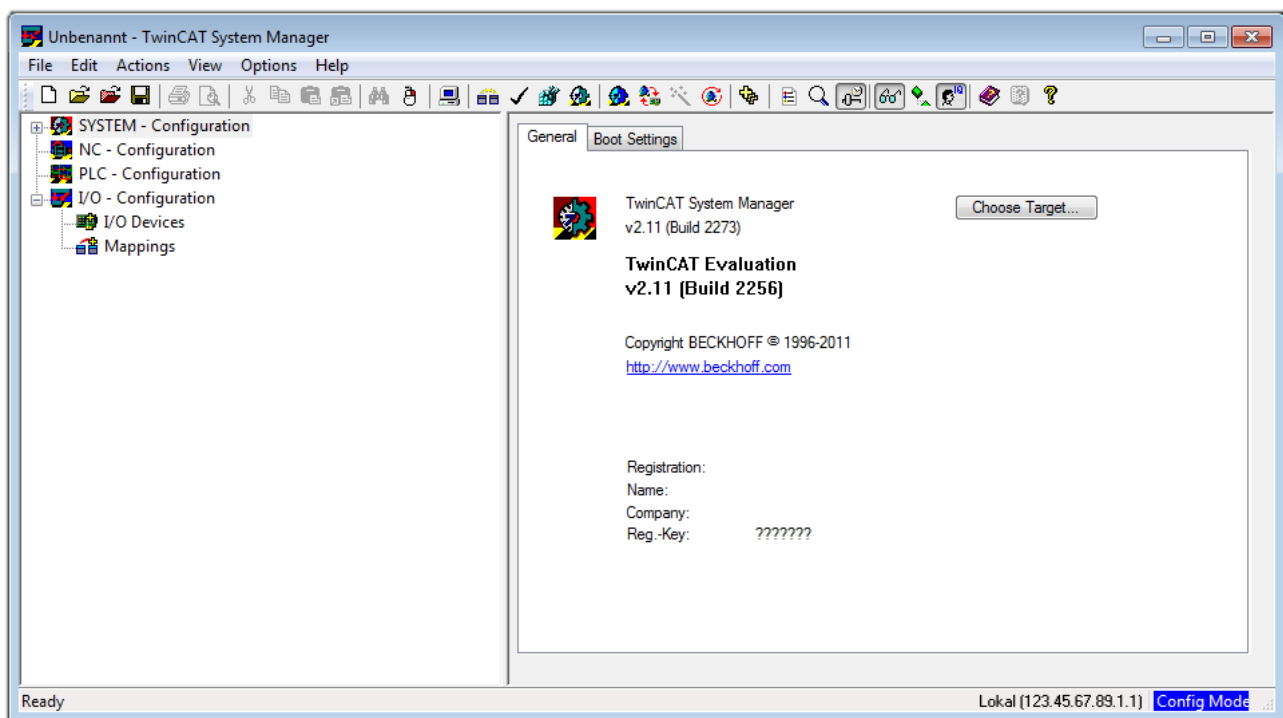 Unbenannt - TwinCAT System Manager
File Edit Actions View Options Help
SYSTEM - Configuration
NC - Configuration
PLC - Configuration
I/O - Configuration
I/O Devices
Mappings
General Boot Settings
TwinCAT System Manager
v2.11 (Build 2273)
Choose Target...
TwinCAT Evaluation
v2.11 (Build 2256)
Copyright BECKHOFF © 1996-2011
http://www.beckhoff.com
Registration:
Name:
Company:
Reg.-Key: ???????
Ready Lokal (123.45.67.89.1.1) Config Mode